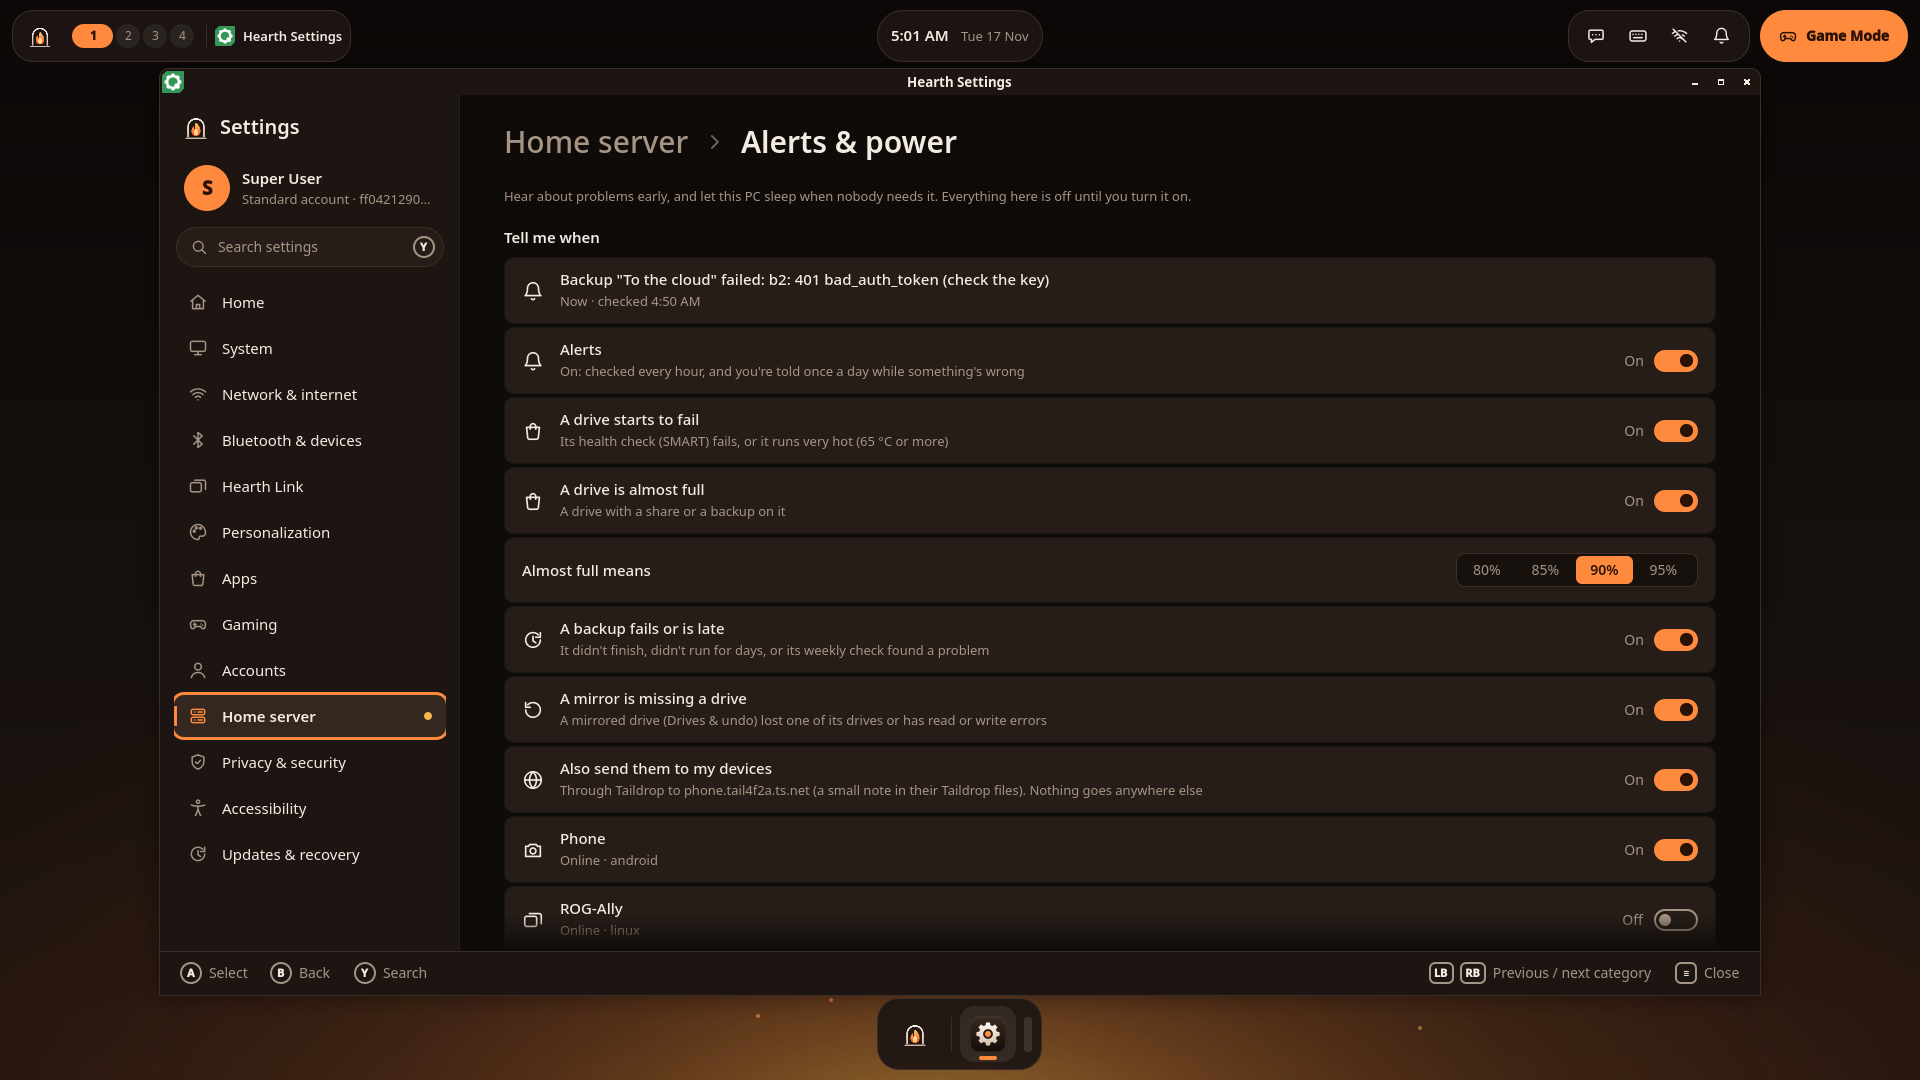 1 2 3 4 Hearth Settings
5:01 AM Tue 17 Nov
Game Mode
Hearth Settings
Settings
S
Super User
Standard account · ff0421290...
Search settings Y
Home
System
Network & internet
Bluetooth & devices
Hearth Link
Personalization
Apps
Gaming
Accounts
Home server
Privacy & security
Accessibility
Updates & recovery
Home server > Alerts & power
Hear about problems early, and let this PC sleep when nobody needs it. Everything here is off until you turn it on.
Tell me when
Backup "To the cloud" failed: b2: 401 bad_auth_token (check the key)
Now · checked 4:50 AM
Alerts
On: checked every hour, and you're told once a day while something's wrong
On
A drive starts to fail
Its health check (SMART) fails, or it runs very hot (65 °C or more)
On
A drive is almost full
A drive with a share or a backup on it
On
Almost full means 80% 85% 90% 95%
A backup fails or is late
It didn't finish, didn't run for days, or its weekly check found a problem
On
A mirror is missing a drive
A mirrored drive (Drives & undo) lost one of its drives or has read or write errors
On
Also send them to my devices
Through Taildrop to phone.tail4f2a.ts.net (a small note in their Taildrop files). Nothing goes anywhere else
On
Phone
Online · android
On
ROG-Ally
Online · linux
Off
A Select B Back Y Search
LB RB Previous / next category ≡ Close